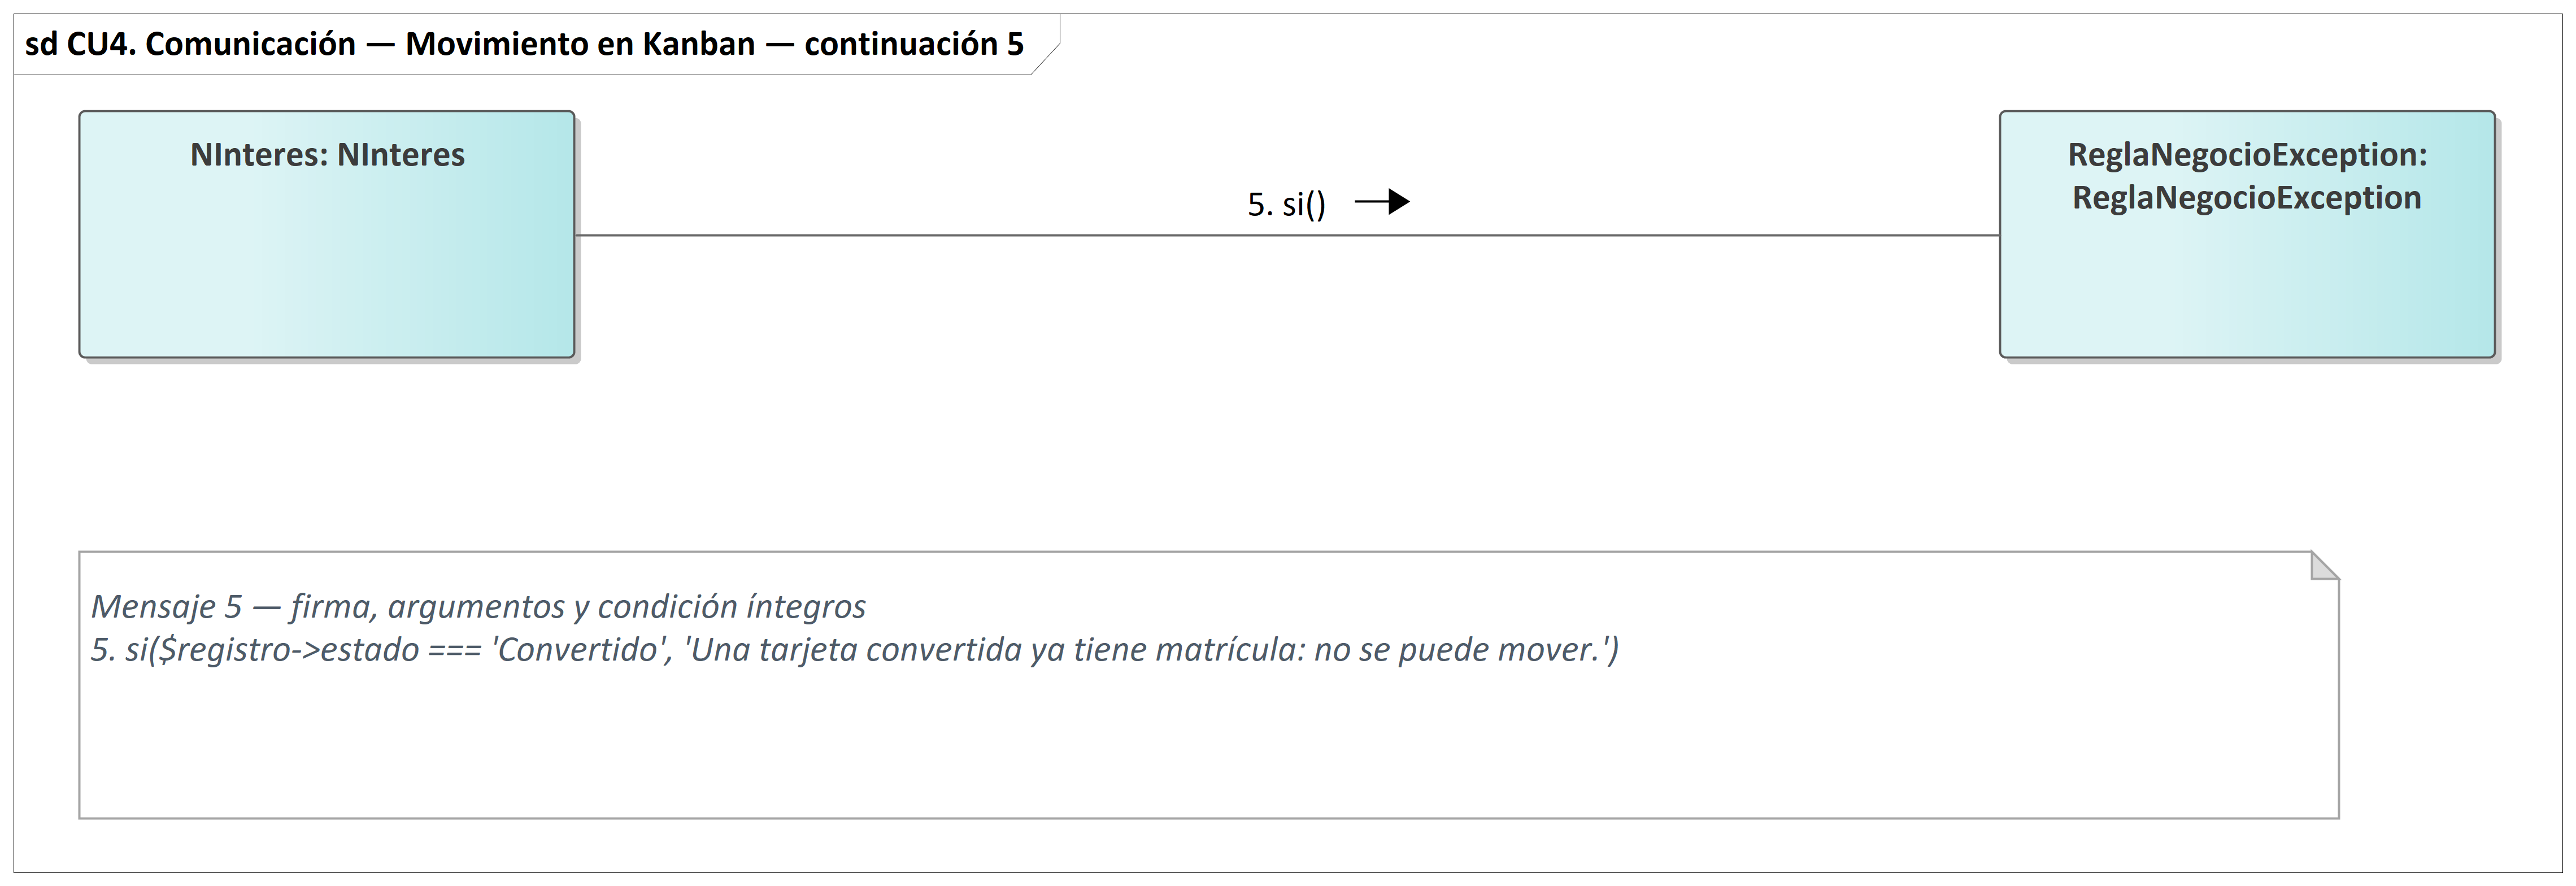 sd CU4. Comunicación — Movimiento en Kanban — continuación 5
NInteres: NInteres
5. si()
ReglaNegocioException:
ReglaNegocioException
Mensaje 5 — firma, argumentos y condición íntegros
5. si($registro->estado === 'Convertido', 'Una tarjeta convertida ya tiene matrícula: no se puede mover.')